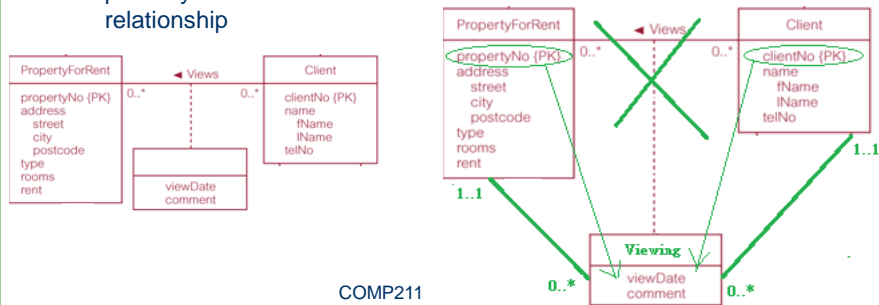 relationship
PropertyForRent
◄ Views
Client
propertyNo {PK}
0..*
0..*
clientNo {PK}
address
name
street
fName
city
lName
postcode
telNo
type
rooms
rent
viewDate
comment
COMP211
PropertyForRent
◄ Views
Client
propertyNo {PK}
0..*
0..*
clientNo {PK}
address
name
street
fName
city
lName
postcode
telNo
type
rooms
rent
1..1
1..1
Viewing
viewDate
comment
0..*
0..*